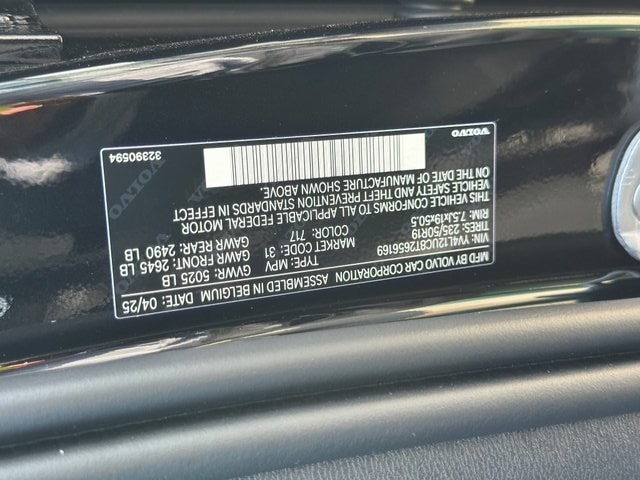 MFD BY VOLVO CAR CORPORATION ASSEMBLED IN BELGIUM DATE: 04/25
VIN: YV4L12UC8T2656169 GVWR: 5025 LB
TIRES: 235/50R19 TYPE: MPV GAWR FRONT: 2645 LB
RIM: 7.5Jx19x50.5 MARKET CODE: 31 GAWR REAR: 2490 LB
COLOR: 717
THIS VEHICLE CONFORMS TO ALL APPLICABLE FEDERAL MOTOR
VEHICLE SAFETY AND THEFT PREVENTION STANDARDS IN EFFECT
ON THE DATE OF MANUFACTURE SHOWN ABOVE.
VOLVO 32390594